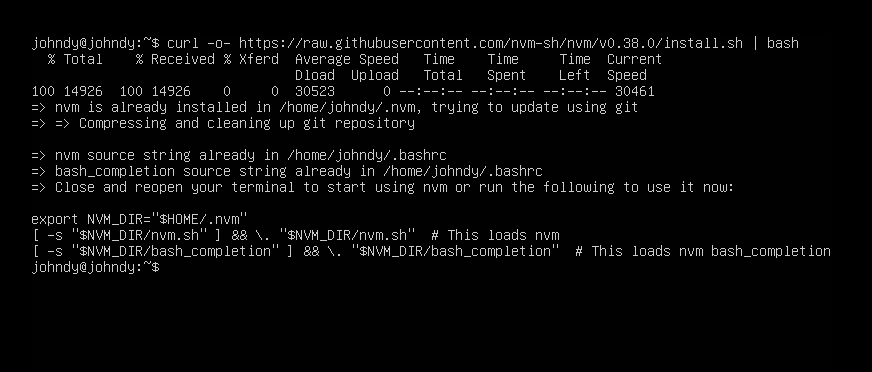 johndy@johndy:~$ curl -o- https://raw.githubusercontent.com/nvm-sh/nvm/v0.38.0/install.sh | bash
  % Total    % Received % Xferd  Average Speed   Time    Time     Time  Current
                                 Dload  Upload   Total   Spent    Left  Speed
100 14926  100 14926    0     0  30523      0 --:--:-- --:--:-- --:--:-- 30461
=> nvm is already installed in /home/johndy/.nvm, trying to update using git
=> => Compressing and cleaning up git repository

=> nvm source string already in /home/johndy/.bashrc
=> bash_completion source string already in /home/johndy/.bashrc
=> Close and reopen your terminal to start using nvm or run the following to use it now:

export NVM_DIR="$HOME/.nvm"
[ -s "$NVM_DIR/nvm.sh" ] && \. "$NVM_DIR/nvm.sh"  # This loads nvm
[ -s "$NVM_DIR/bash_completion" ] && \. "$NVM_DIR/bash_completion"  # This loads nvm bash_completion
johndy@johndy:~$